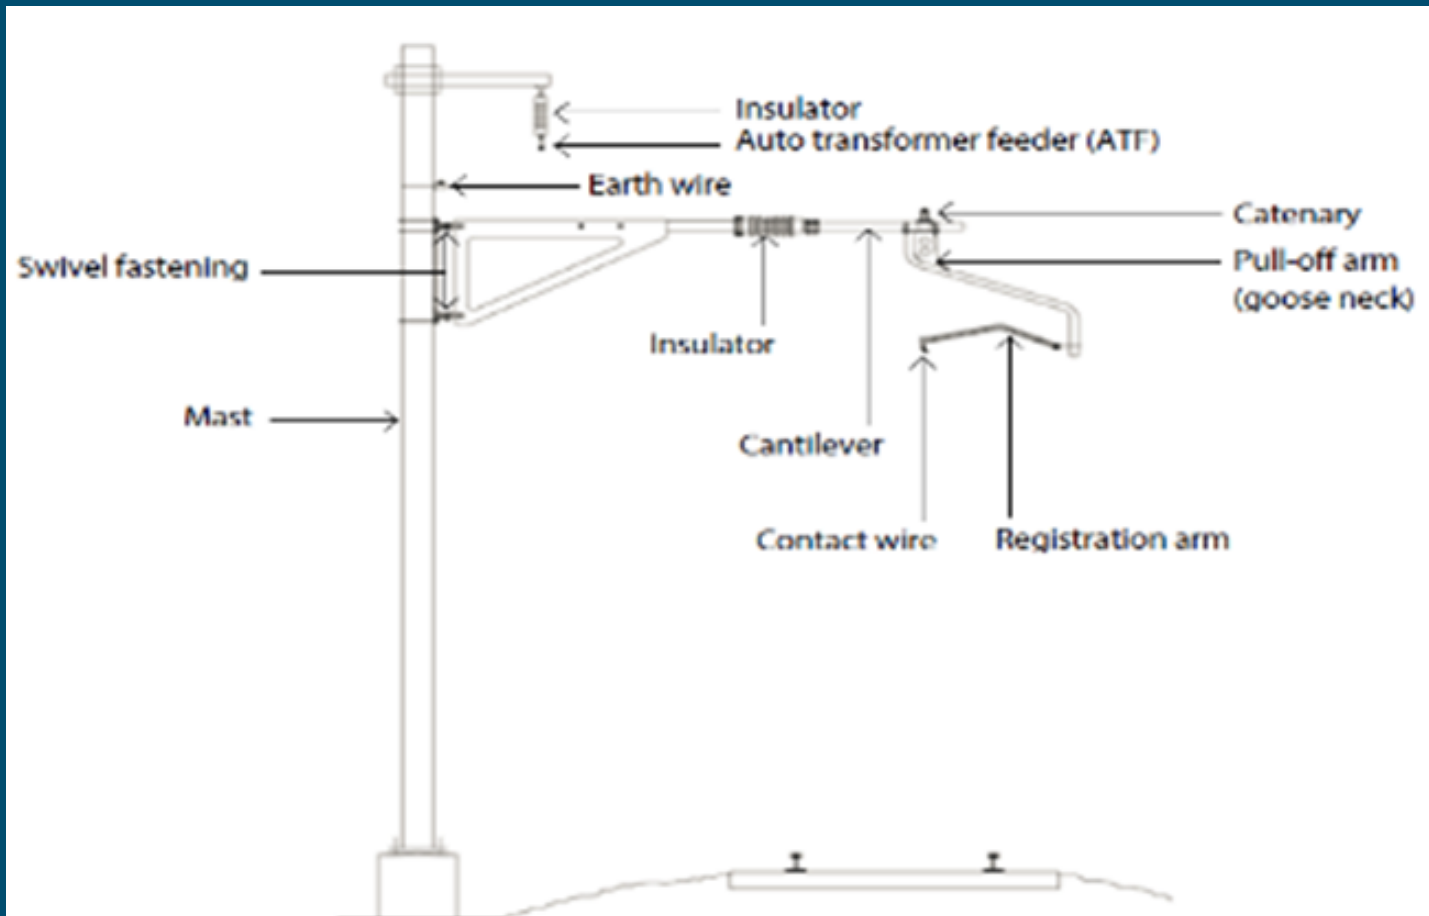 Insulator
Auto transformer feeder (ATF)
Earth wire
Catenary
Swivel fastening
Pull-off arm
(goose neck)
Insulator
Mast
Cantilever
Contact wire
Registration arm